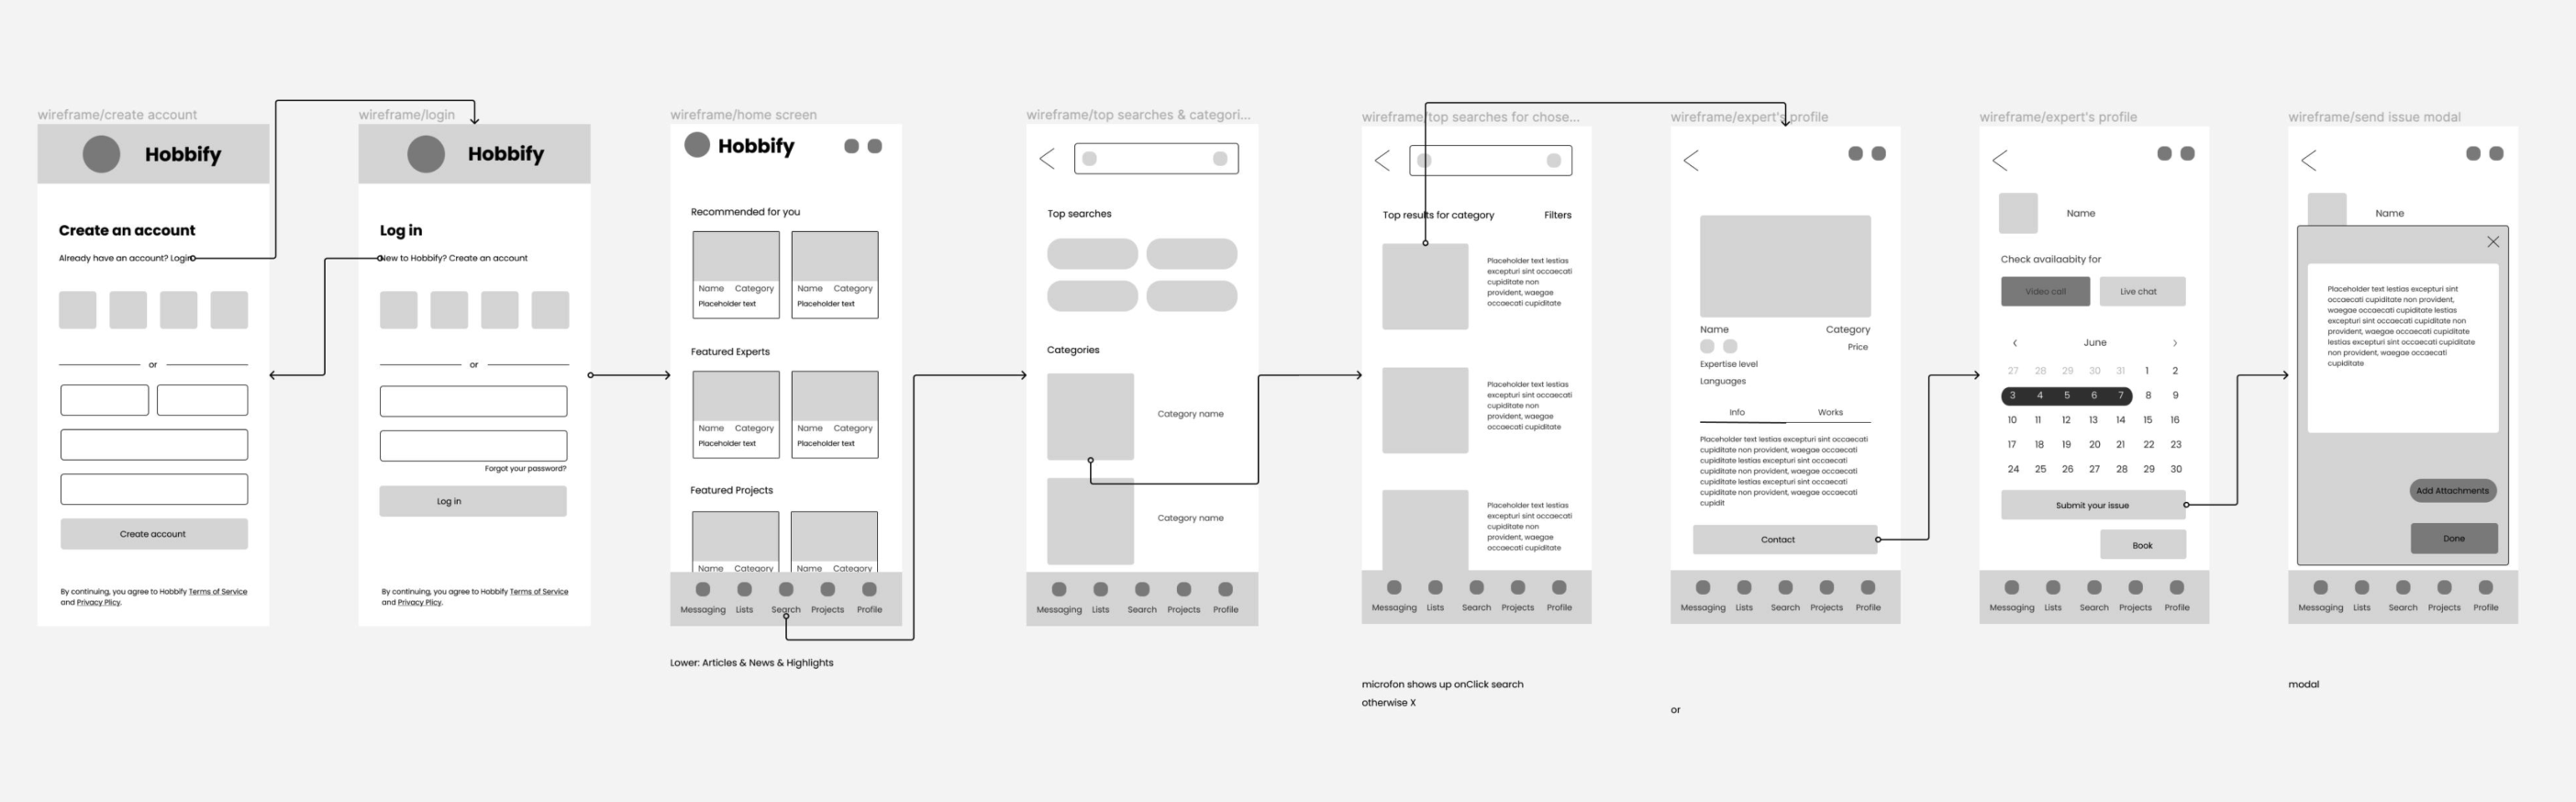 wireframe/create account
Hobbify
Create an account
Already have an account? Login
or
Create account
By continuing, you agree to Hobbify Terms of Service
and Privacy Plicy.
wireframe/login
Hobbify
Log in
New to Hobbify? Create an account
or
Forgot your password?
Log in
By continuing, you agree to Hobbify Terms of Service
and Privacy Plicy.
wireframe/home screen
Hobbify
Recommended for you
Name Category Name Category
Placeholder text Placeholder text
Featured Experts
Name Category Name Category
Placeholder text Placeholder text
Featured Projects
Name Category Name Category
Messaging Lists Search Projects Profile
Lower: Articles & News & Highlights
wireframe/top searches & categori...
Top searches
Categories
Category name
Category name
Messaging Lists Search Projects Profile
wireframe/top searches for chose...
Top results for category Filters
Placeholder text lestias
excepturi sint occaecati
cupiditate non
provident, waegae
occaecati cupiditate
Placeholder text lestias
excepturi sint occaecati
cupiditate non
provident, waegae
occaecati cupiditate
Placeholder text lestias
excepturi sint occaecati
cupiditate non
provident, waegae
occaecati cupiditate
Messaging Lists Search Projects Profile
microfon shows up onClick search
otherwise X
wireframe/expert's profile
Name Category
Price
Expertise level
Languages
Info Works
Placeholder text lestias excepturi sint occaecati
cupiditate non provident, waegae occaecati
cupiditate lestias excepturi sint occaecati
cupiditate non provident, waegae occaecati
cupiditate lestias excepturi sint occaecati
cupiditate non provident, waegae occaecati
cupidit
Contact
Messaging Lists Search Projects Profile
or
wireframe/expert's profile
Name
Check availaabity for
Video call Live chat
‹ June ›
27 28 29 30 31 1 2
3 4 5 6 7 8 9
10 11 12 13 14 15 16
17 18 19 20 21 22 23
24 25 26 27 28 29 30
Submit your issue
Book
Messaging Lists Search Projects Profile
wireframe/send issue modal
Name
Placeholder text lestias excepturi sint
occaecati cupiditate non provident,
waegae occaecati cupiditate lestias
excepturi sint occaecati cupiditate non
provident, waegae occaecati cupiditate
lestias excepturi sint occaecati cupiditate
non provident, waegae occaecati
cupiditate
Add Attachments
Done
Messaging Lists Search Projects Profile
modal